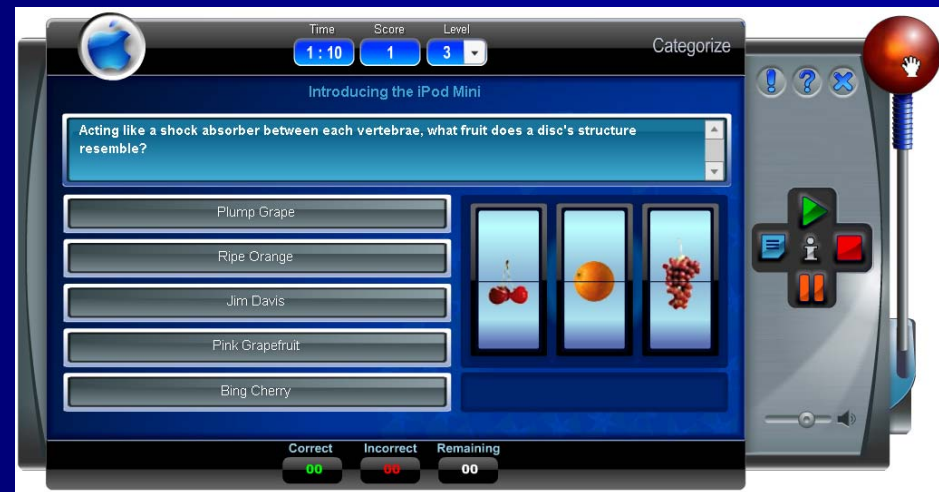 Time Score Level
1 : 10 1 3
Categorize
Introducing the iPod Mini
Acting like a shock absorber between each vertebrae, what fruit does a disc's structure
resemble?
Plump Grape
Ripe Orange
Jim Davis
Pink Grapefruit
Bing Cherry
Correct Incorrect Remaining
00 00 00